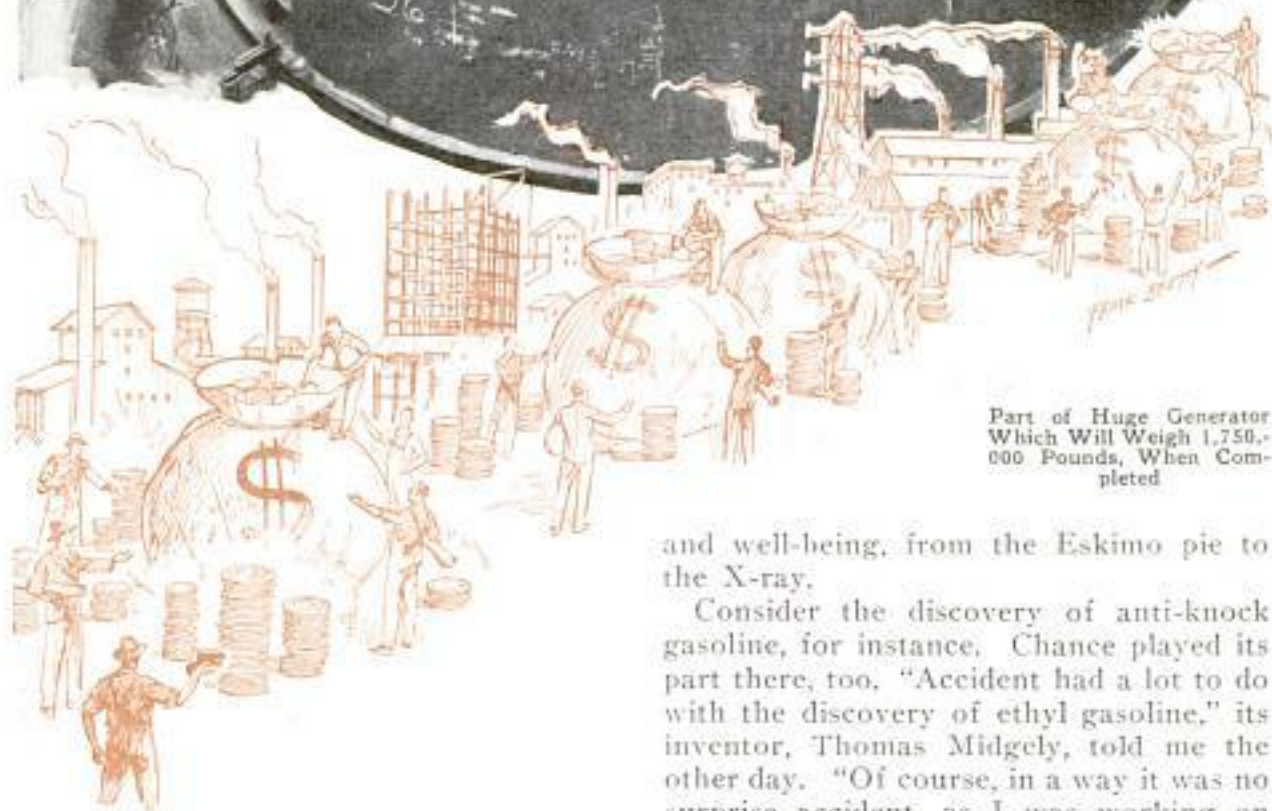 $
$
$
$
Part of Huge Generator
Which Will Weigh 1,750,-
000 Pounds, When Com-
pleted
and well-being, from the Eskimo pie to
the X-ray.
Consider the discovery of anti-knock
gasoline, for instance. Chance played its
part there, too. “Accident had a lot to do
with the discovery of ethyl gasoline,” its
inventor, Thomas Midgely, told me the
other day. “Of course, in a way it was no